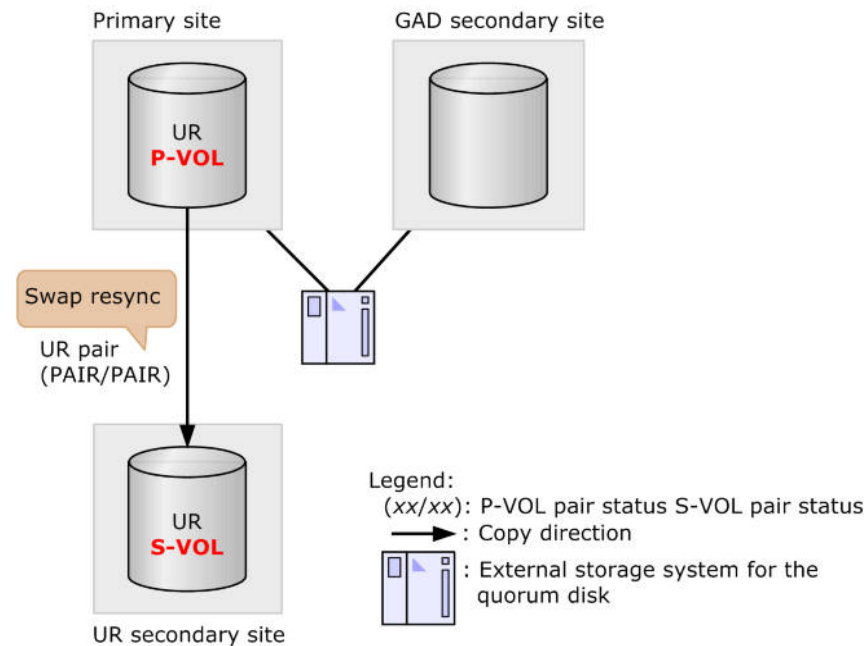 Primary site
GAD secondary site
UR
P-VOL
Swap resync
UR pair
(PAIR/PAIR)
UR
S-VOL
UR secondary site
Legend:
(xx/xx): P-VOL pair status S-VOL pair status
: Copy direction
: External storage system for the
quorum disk